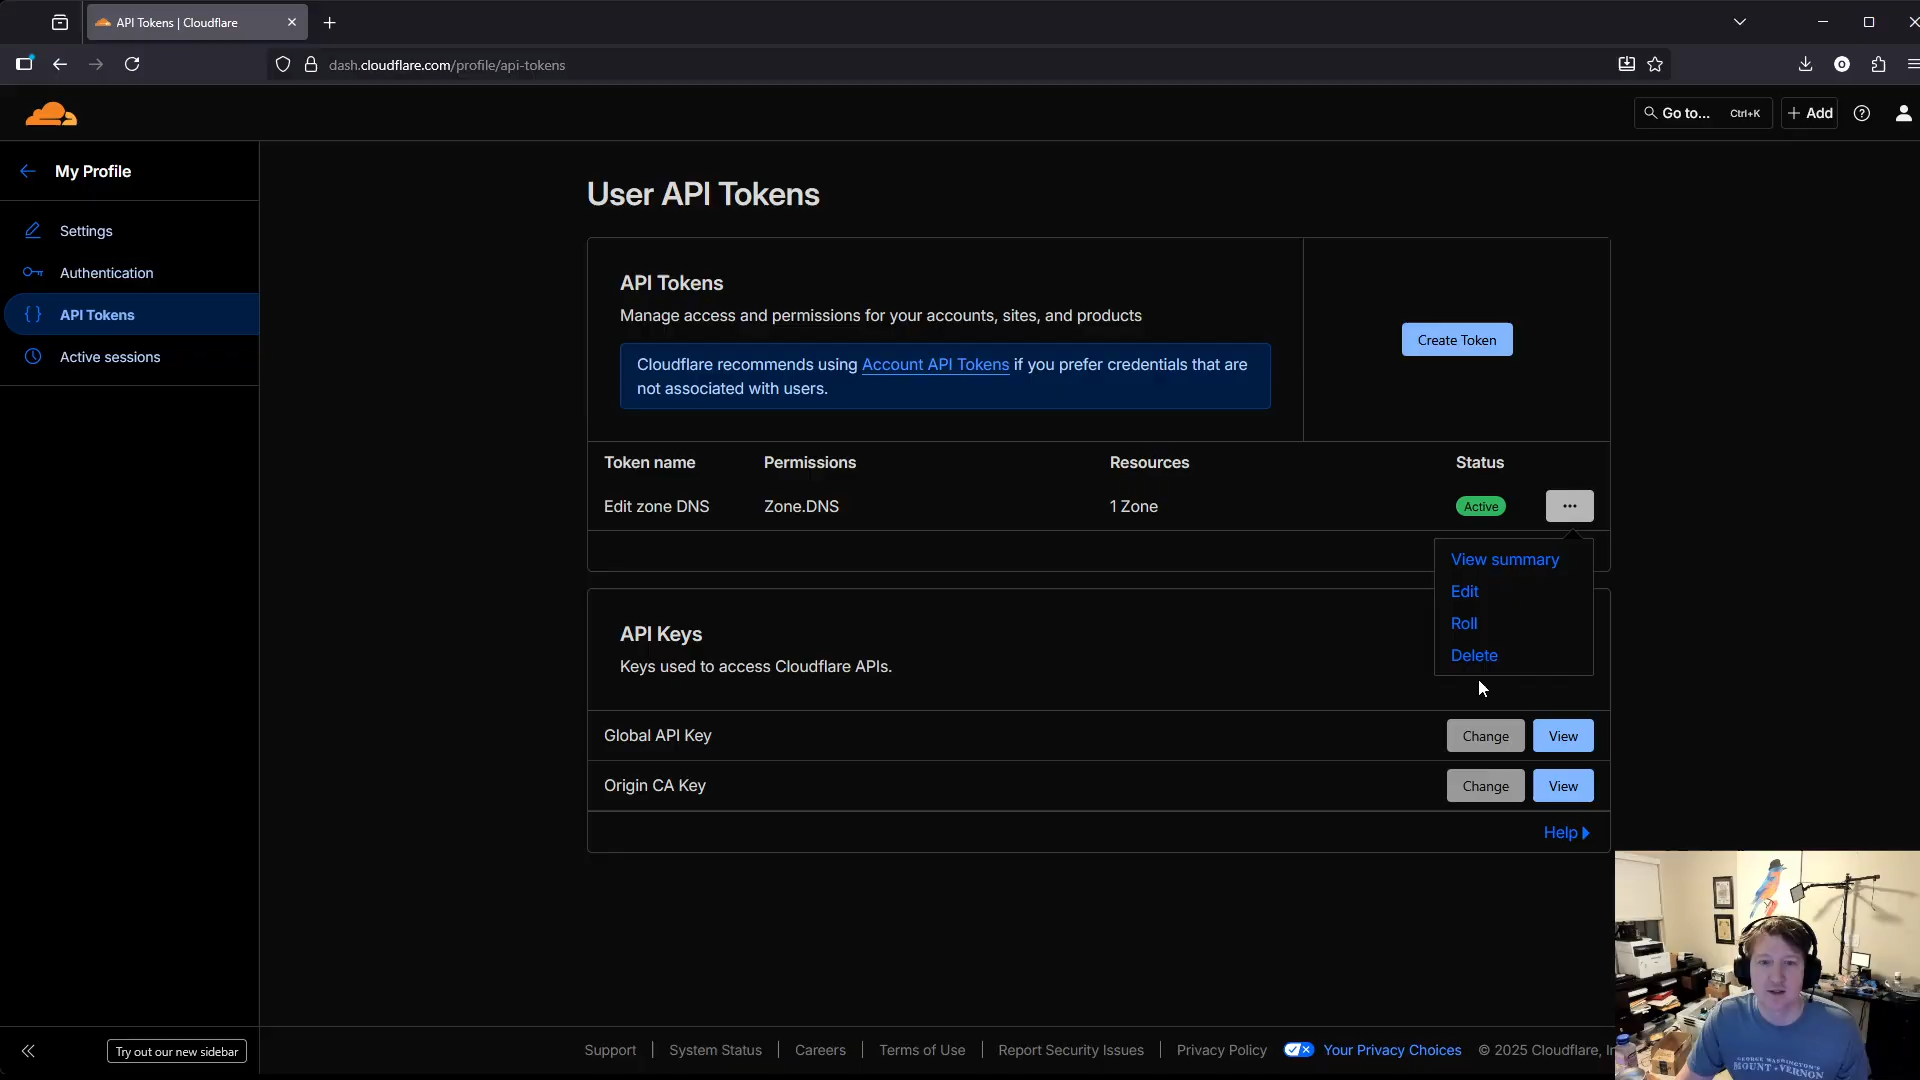 API Tokens | Cloudflare
dash.cloudflare.com/profile/api-tokens
Go to... Ctrl+K
Add
My Profile
Settings
Authentication
API Tokens
Active sessions
User API Tokens
API Tokens
Manage access and permissions for your accounts, sites, and products
Cloudflare recommends using Account API Tokens if you prefer credentials that are
not associated with users.
Create Token
Token name Permissions Resources Status
Edit zone DNS Zone.DNS 1 Zone Active ...
View summary
Edit
Roll
Delete
API Keys
Keys used to access Cloudflare APIs.
Global API Key Change View
Origin CA Key Change View
Help
Try out our new sidebar
Support System Status Careers Terms of Use Report Security Issues Privacy Policy Your Privacy Choices © 2025 Cloudflare,
GEORGE WASHINGTON'S
MOUNT VERNON